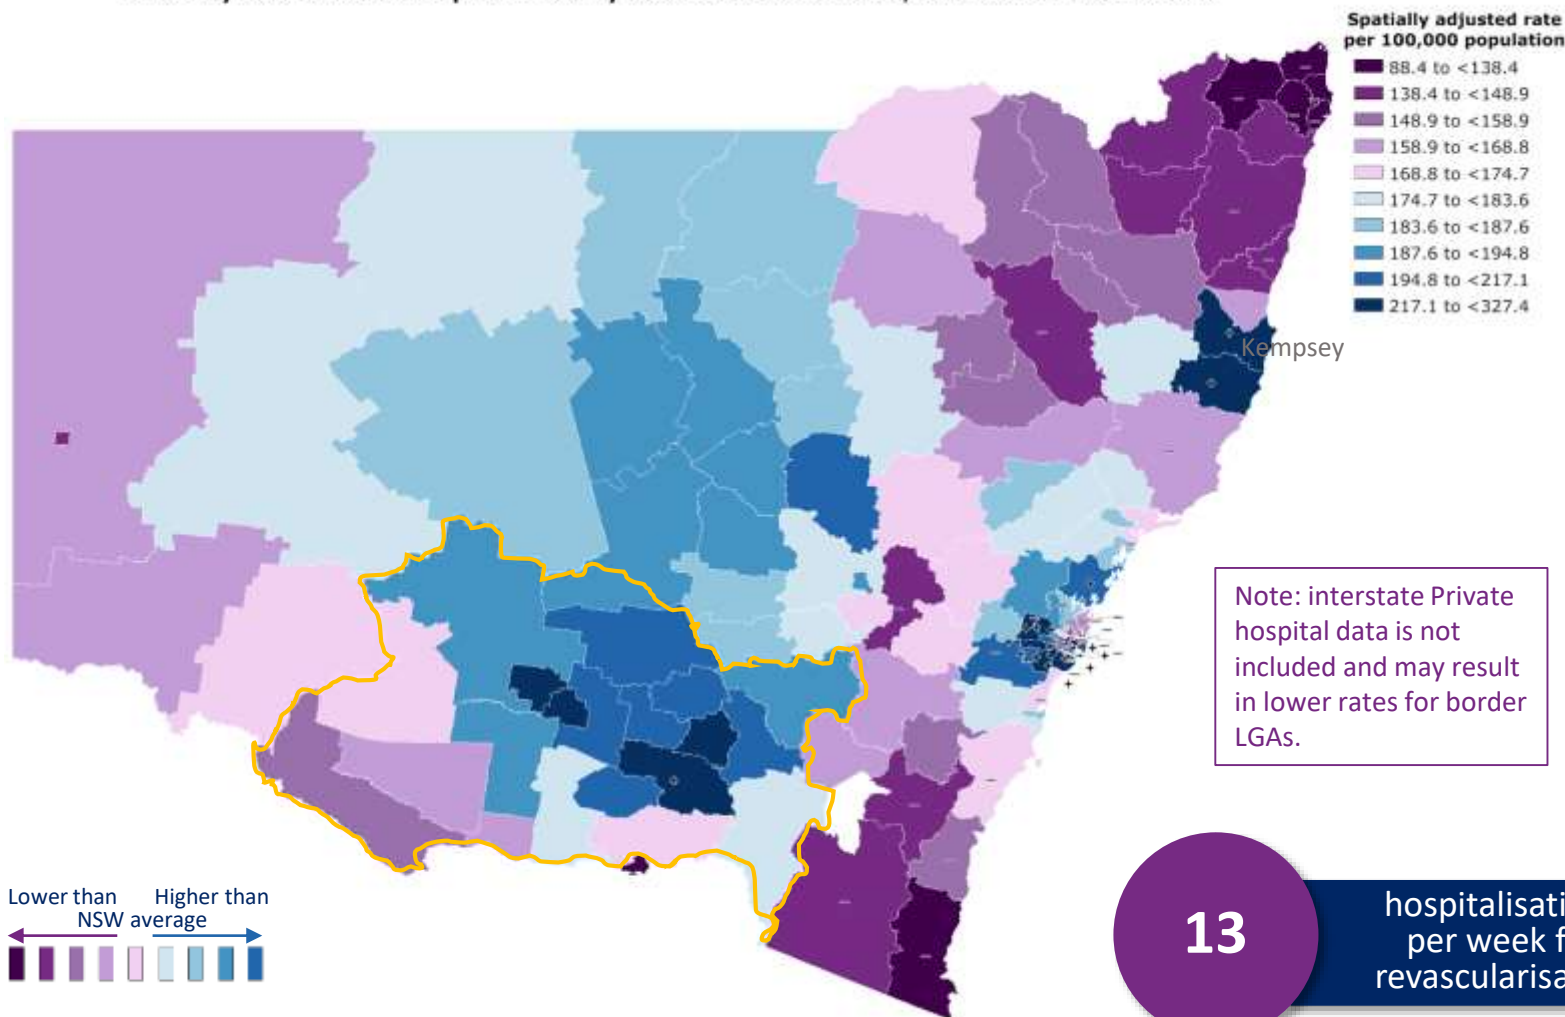 Spatially adjusted rate
per 100,000 population
88.4 to <138.4
138.4 to <148.9
148.9 to <158.9
158.9 to <168.8
168.8 to <174.7
174.7 to <183.6
183.6 to <187.6
187.6 to <194.8
194.8 to <217.1
217.1 to <327.4
Kempsey
Note: interstate Private
hospital data is not
included and may result
in lower rates for border
LGAs.
Lower than Higher than
NSW average
13
hospitalisati
per week f
revascularisa